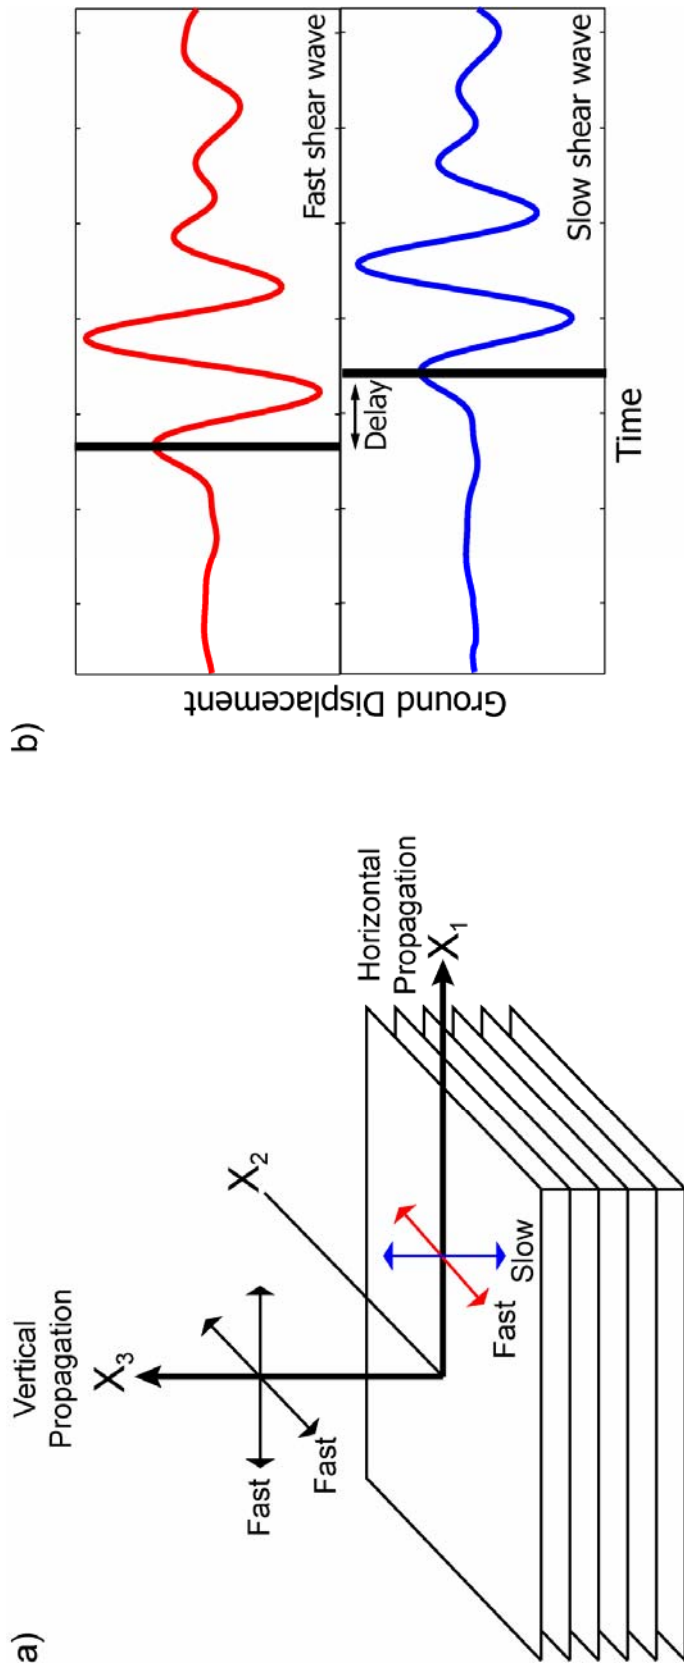 a)
Vertical
Propagation
X3
X2
Fast
Fast
Horizontal
Propagation
X1
Fast
Slow
b)
Ground Displacement
Fast shear wave
Delay
Slow shear wave
Time